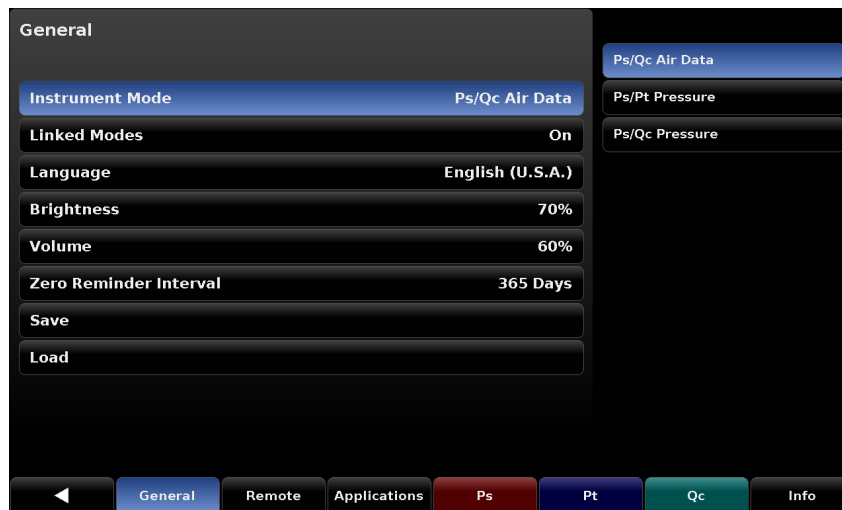 General
Instrument Mode Ps/Qc Air Data
Linked Modes On
Language English (U.S.A.)
Brightness 70%
Volume 60%
Zero Reminder Interval 365 Days
Save
Load
Ps/Qc Air Data
Ps/Pt Pressure
Ps/Qc Pressure
General Remote Applications Ps Pt Qc Info